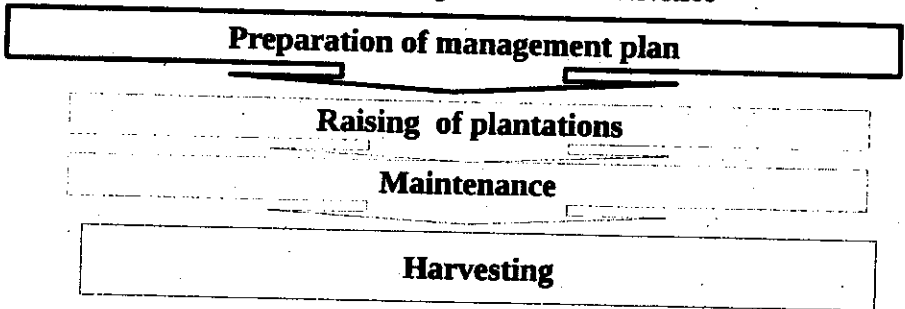 Preparation of management plan
Raising of plantations
Maintenance
Harvesting